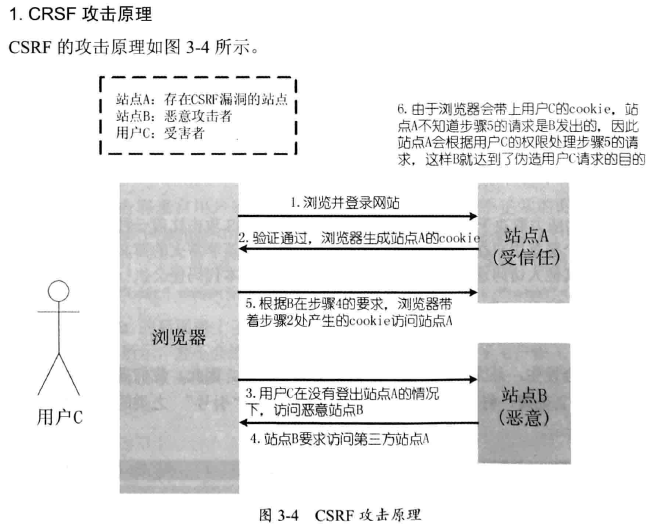 1. CRSF 攻击原理
CSRF 的攻击原理如图 3-4 所示。
站点A：存在CSRF漏洞的站点
站点B：恶意攻击者
用户C：受害者
6. 由于浏览器会带上用户C的cookie，站
点A不知道步骤5的请求是B发出的，因此
站点A会根据用户C的权限处理步骤5的请
求，这样B就达到了伪造用户C请求的目的
1. 浏览并登录网站
2. 验证通过，浏览器生成站点A的cookie
站点A
(受信任)
5. 根据B在步骤4的要求，浏览器带
着步骤2处产生的cookie访问站点A
浏览器
用户C
3. 用户C在没有登出站点A的情况
下，访问恶意站点B
站点B
(恶意)
4. 站点B要求访问第三方站点A
图 3-4 CSRF 攻击原理